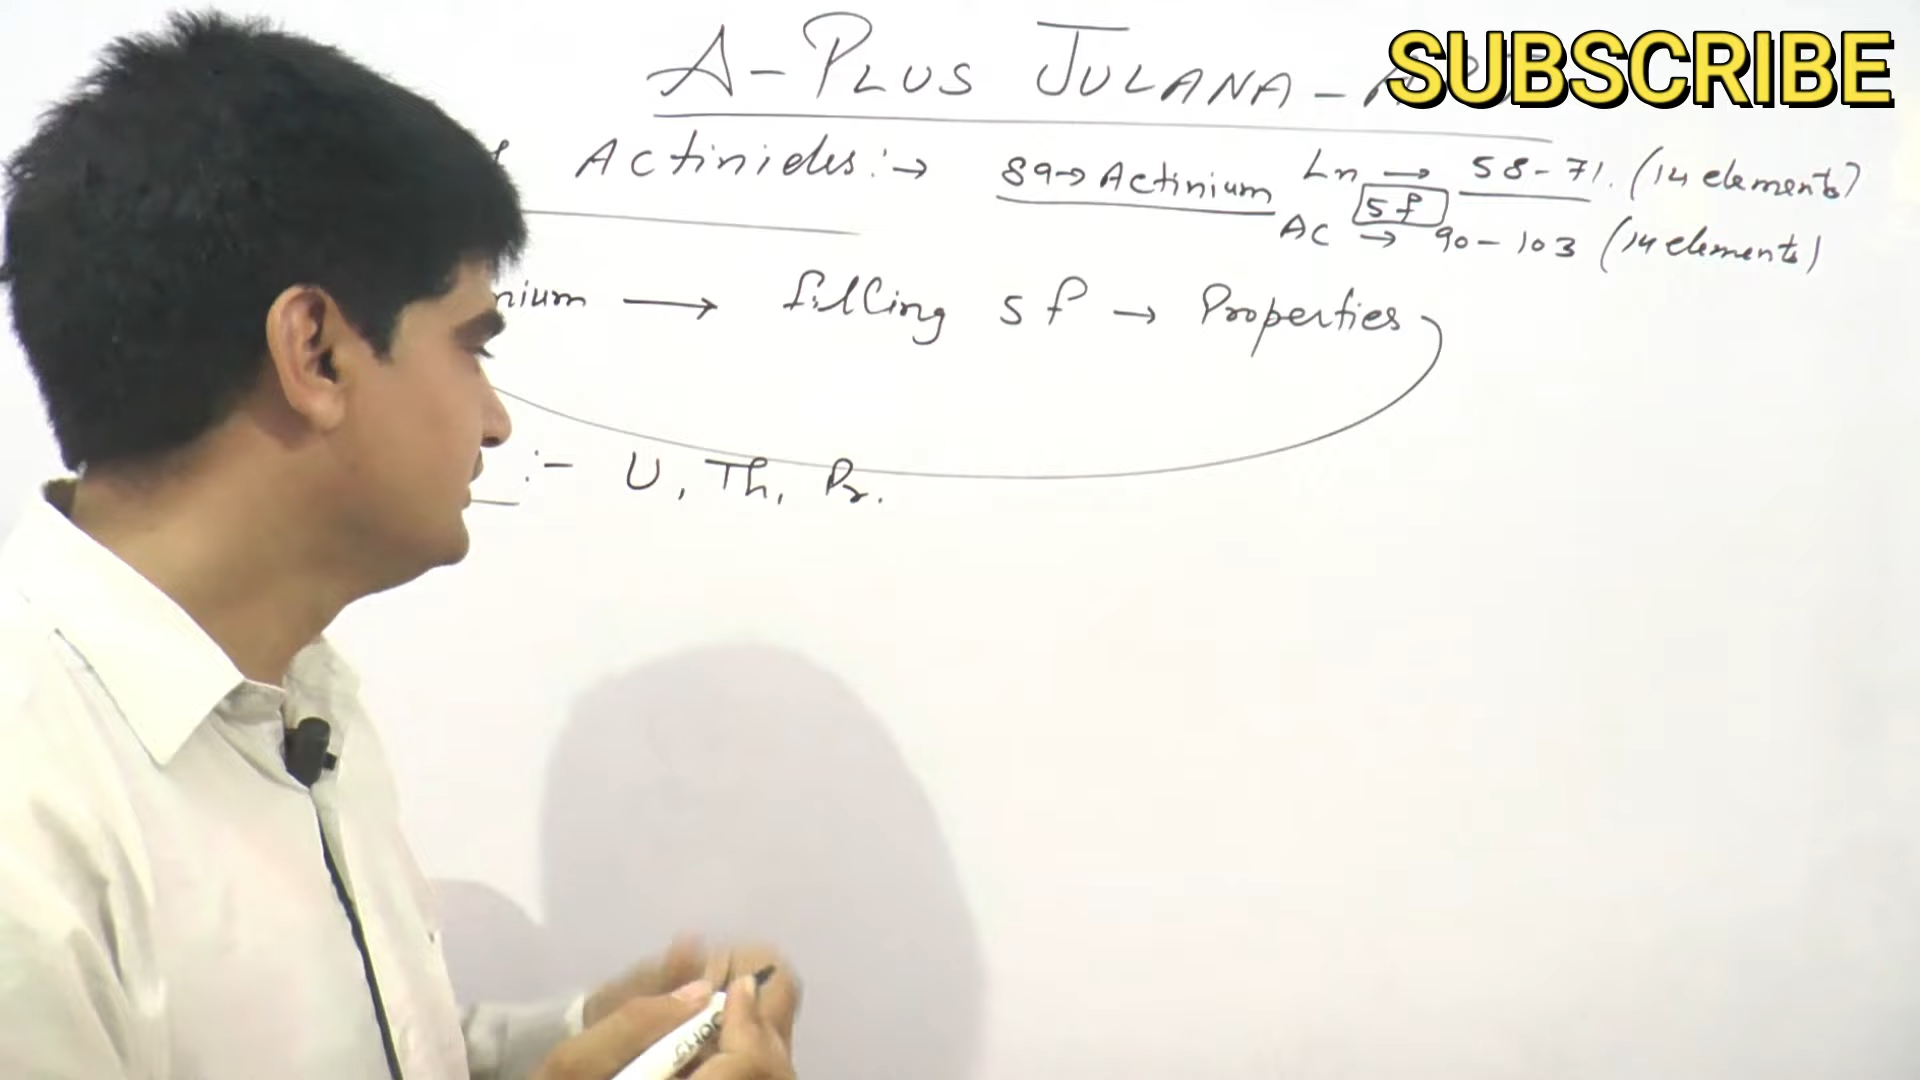 A-PLUS JULANA-
SUBSCRIBE
Actinides:→ 89→Actinium Ln → 58-71. (14 elements)
5f
Ac → 90-103 (14 elements)
nium → filling 5f → Properties
:- U, Th, Pr.